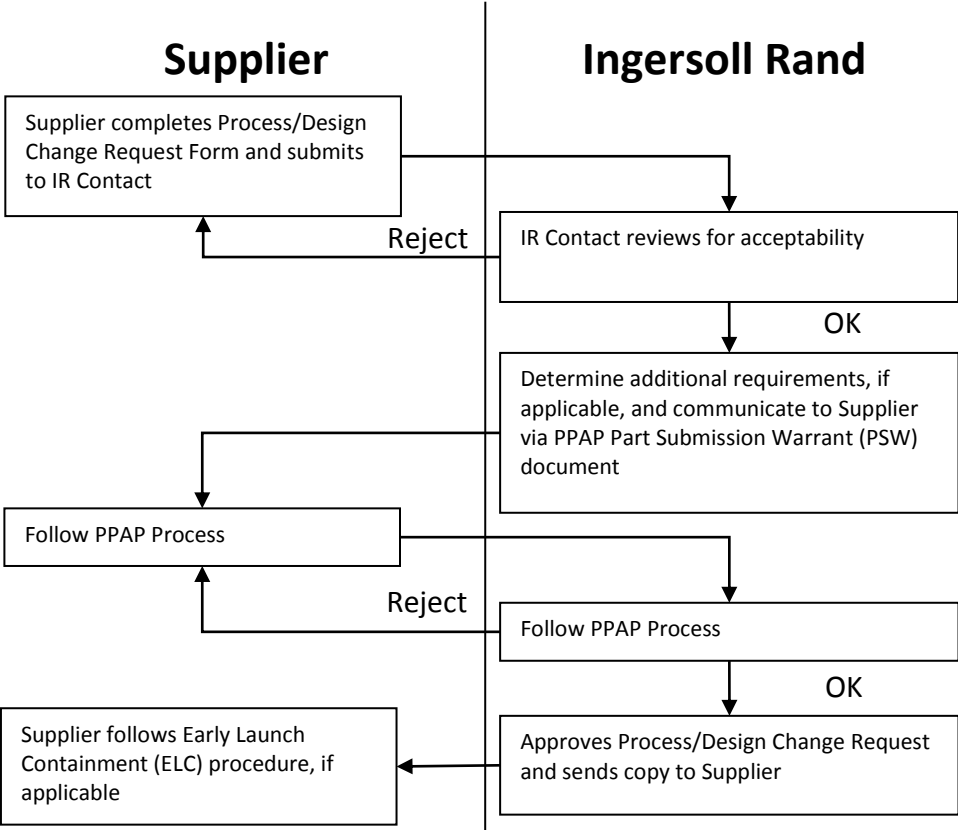 Supplier
Ingersoll Rand
Supplier completes Process/Design
Change Request Form and submits
to IR Contact
Reject
IR Contact reviews for acceptability
OK
Determine additional requirements, if
applicable, and communicate to Supplier
via PPAP Part Submission Warrant (PSW)
document
Follow PPAP Process
Reject
Follow PPAP Process
OK
Approves Process/Design Change Request
and sends copy to Supplier
Supplier follows Early Launch
Containment (ELC) procedure, if
applicable